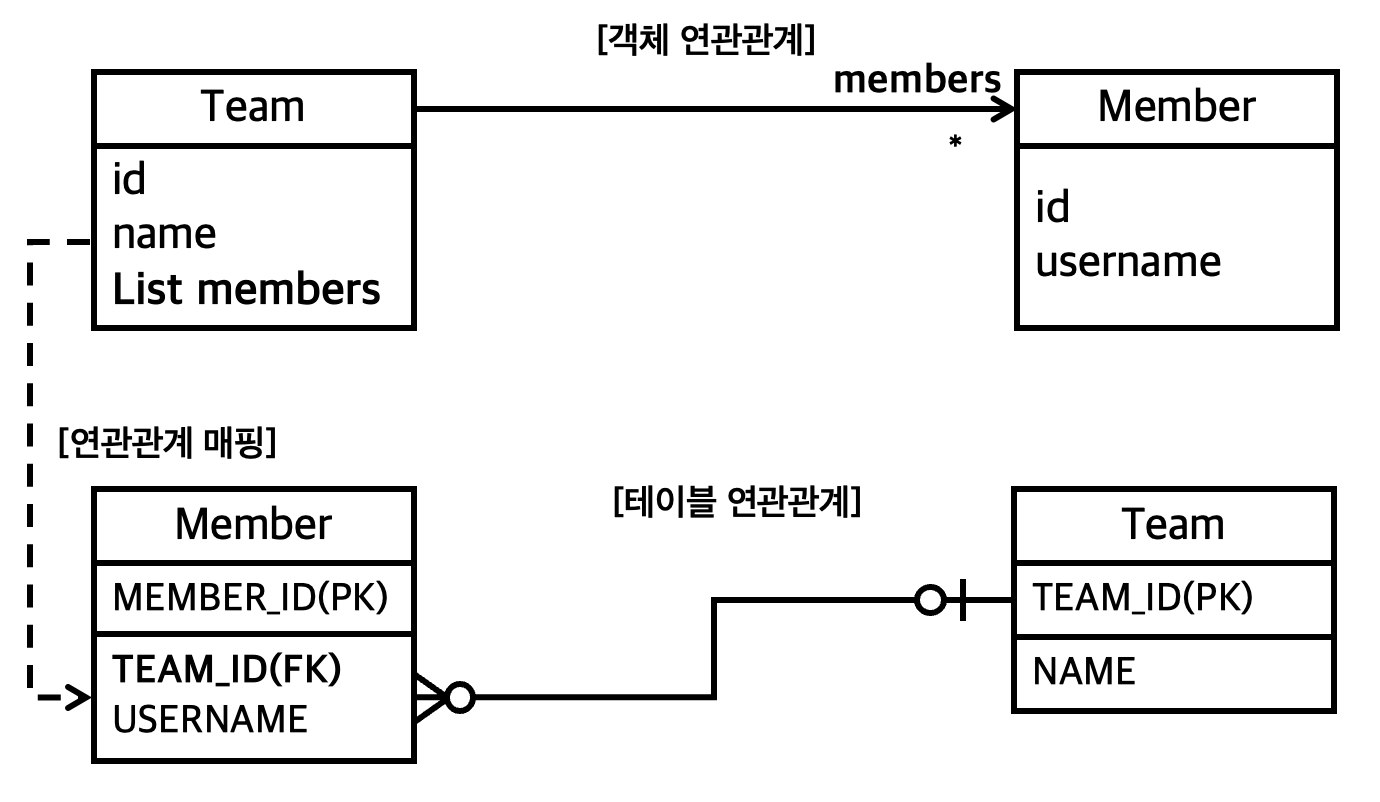 [객체 연관관계]
Team
id
name
List members
members
*
Member
id
username
[연관관계 매핑]
[테이블 연관관계]
Member
MEMBER_ID(PK)
TEAM_ID(FK)
USERNAME
Team
TEAM_ID(PK)
NAME